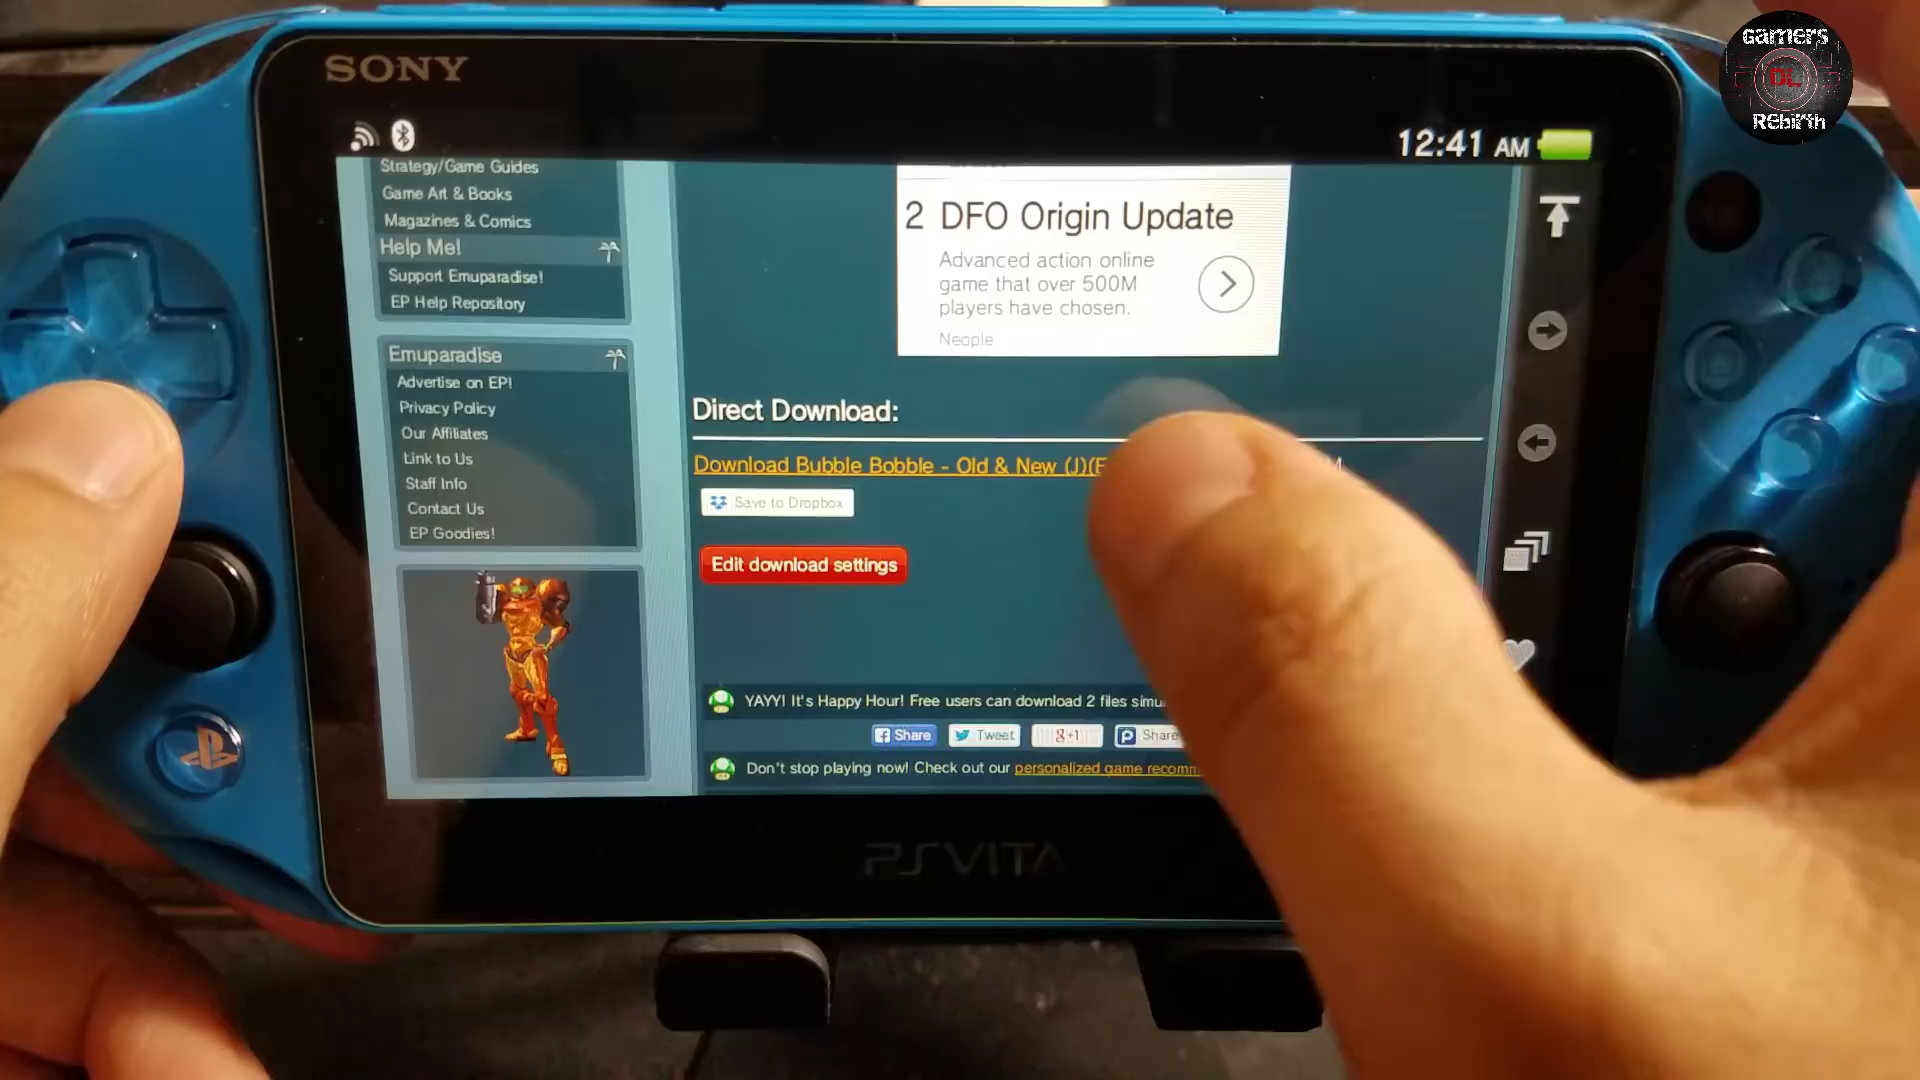 SONY
12:41 AM
Gamers
DL
REbirth
Strategy/Game Guides
Game Art & Books
Magazines & Comics
Help Me!
Support Emuparadise!
EP Help Repository
Emuparadise
Advertise on EP!
Privacy Policy
Our Affiliates
Link to Us
Staff Info
Contact Us
EP Goodies!
2 DFO Origin Update
Advanced action online
game that over 500M
players have chosen.
Neople
Direct Download:
Download Bubble Bobble - Old & New (J)(
Save to Dropbox
Edit download settings
YAYY! It's Happy Hour! Free users can download 2 files
Share
Tweet
g+1
P Share
Don't stop playing now! Check out our personalized game
PSVITA